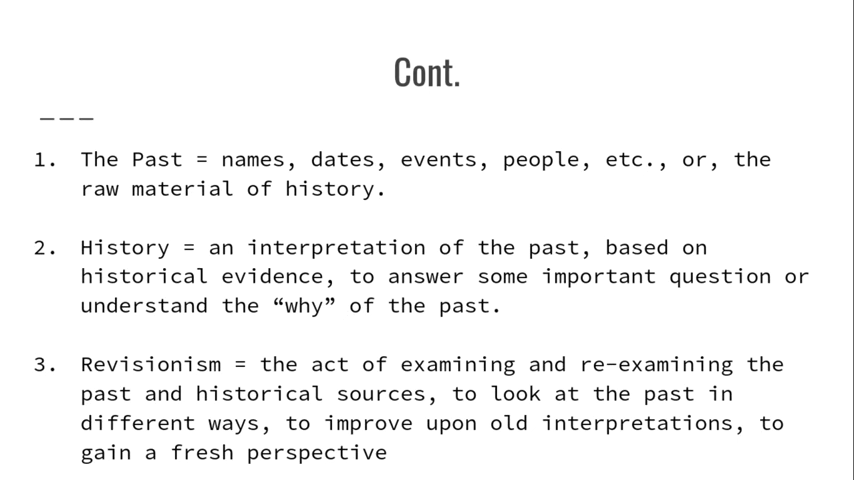 Cont.
1. The Past = names, dates, events, people, etc., or, the
raw material of history.
2. History = an interpretation of the past, based on
historical evidence, to answer some important question or
understand the “why” of the past.
3. Revisionism = the act of examining and re-examining the
past and historical sources, to look at the past in
different ways, to improve upon old interpretations, to
gain a fresh perspective